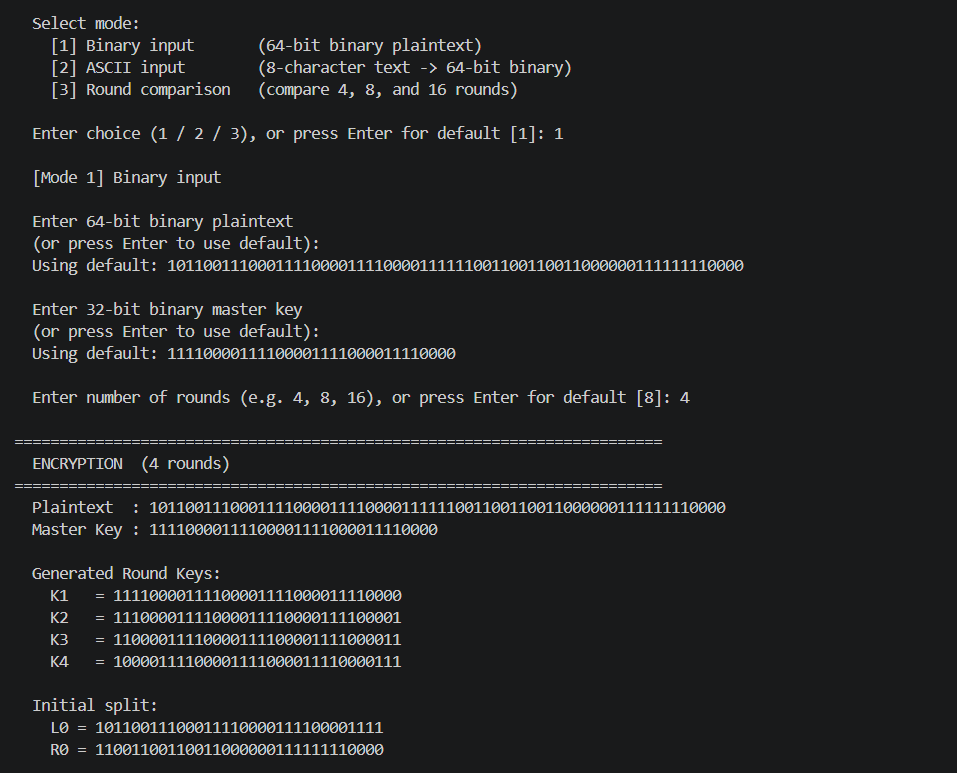 Select mode:
[1] Binary input (64-bit binary plaintext)
[2] ASCII input (8-character text -> 64-bit binary)
[3] Round comparison (compare 4, 8, and 16 rounds)
Enter choice (1 / 2 / 3), or press Enter for default [1]: 1
[Mode 1] Binary input
Enter 64-bit binary plaintext
(or press Enter to use default):
Using default: 1011001110001111000011110000111111001100110011000000111111110000
Enter 32-bit binary master key
(or press Enter to use default):
Using default: 11110000111100001111000011110000
Enter number of rounds (e.g. 4, 8, 16), or press Enter for default [8]: 4
========================================================================
ENCRYPTION (4 rounds)
========================================================================
Plaintext : 1011001110001111000011110000111111001100110011000000111111110000
Master Key : 11110000111100001111000011110000
Generated Round Keys:
K1 = 11110000111100001111000011110000
K2 = 11100001111000011110000111100001
K3 = 11000011110000111100001111000011
K4 = 10000111100001111000011110000111
Initial split:
L0 = 10110011100011110000111100001111
R0 = 11001100110011000000111111110000